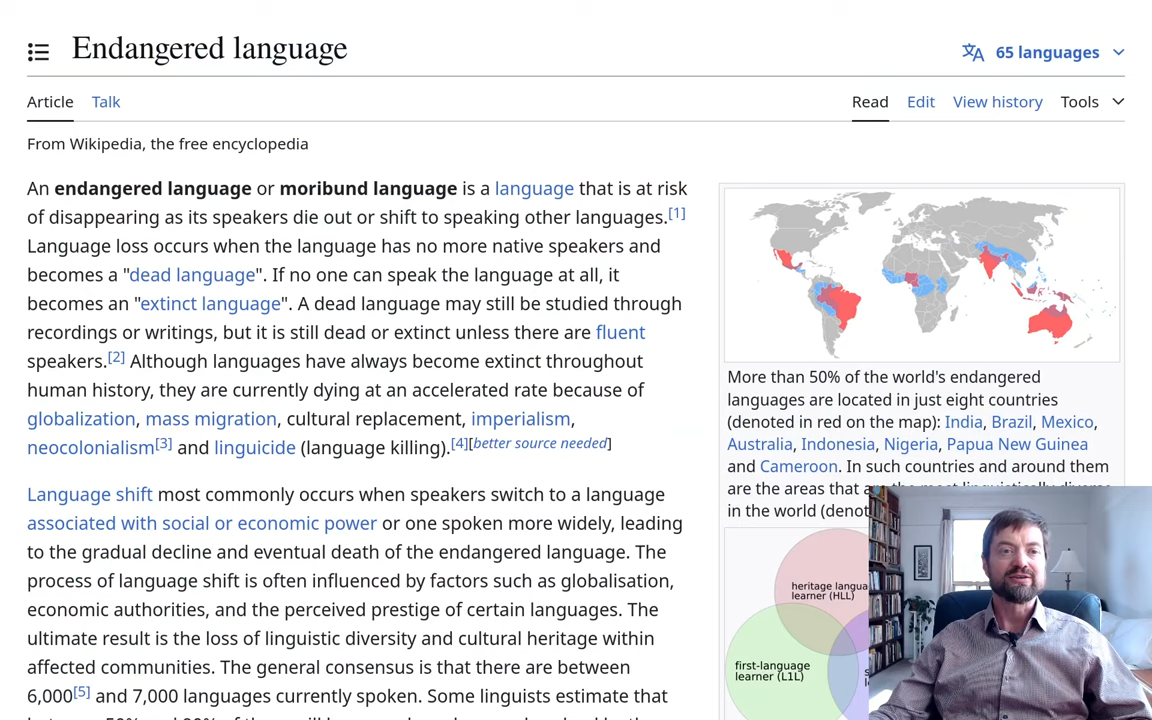 Endangered language
65 languages
Article Talk
Read Edit View history Tools
From Wikipedia, the free encyclopedia
An endangered language or moribund language is a language that is at risk
of disappearing as its speakers die out or shift to speaking other languages.[1]
Language loss occurs when the language has no more native speakers and
becomes a "dead language". If no one can speak the language at all, it
becomes an "extinct language". A dead language may still be studied through
recordings or writings, but it is still dead or extinct unless there are fluent
speakers.[2] Although languages have always become extinct throughout
human history, they are currently dying at an accelerated rate because of
globalization, mass migration, cultural replacement, imperialism,
neocolonialism[3] and linguicide (language killing).[4][better source needed]
Language shift most commonly occurs when speakers switch to a language
associated with social or economic power or one spoken more widely, leading
to the gradual decline and eventual death of the endangered language. The
process of language shift is often influenced by factors such as globalisation,
economic authorities, and the perceived prestige of certain languages. The
ultimate result is the loss of linguistic diversity and cultural heritage within
affected communities. The general consensus is that there are between
6,000[5] and 7,000 languages currently spoken. Some linguists estimate that
More than 50% of the world's endangered
languages are located in just eight countries
(denoted in red on the map): India, Brazil, Mexico,
Australia, Indonesia, Nigeria, Papua New Guinea
and Cameroon. In such countries and around them
are the areas that
in the world
heritage
learner (HLL)
first-language
learner (L1L)